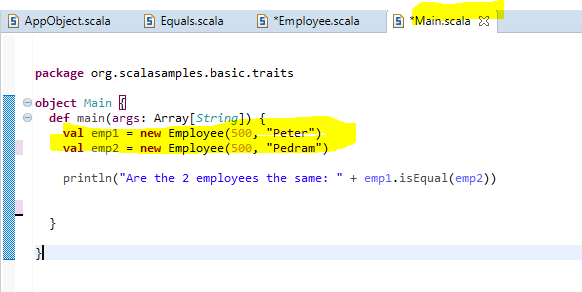 AppObject.scala Equals.scala *Employee.scala *Main.scala
package org.scalasamples.basic.traits
object Main {
def main(args: Array[String]) {
val emp1 = new Employee(500, "Peter")
val emp2 = new Employee(500, "Pedram")
println("Are the 2 employees the same: " + emp1.isEqual(emp2))
}
}